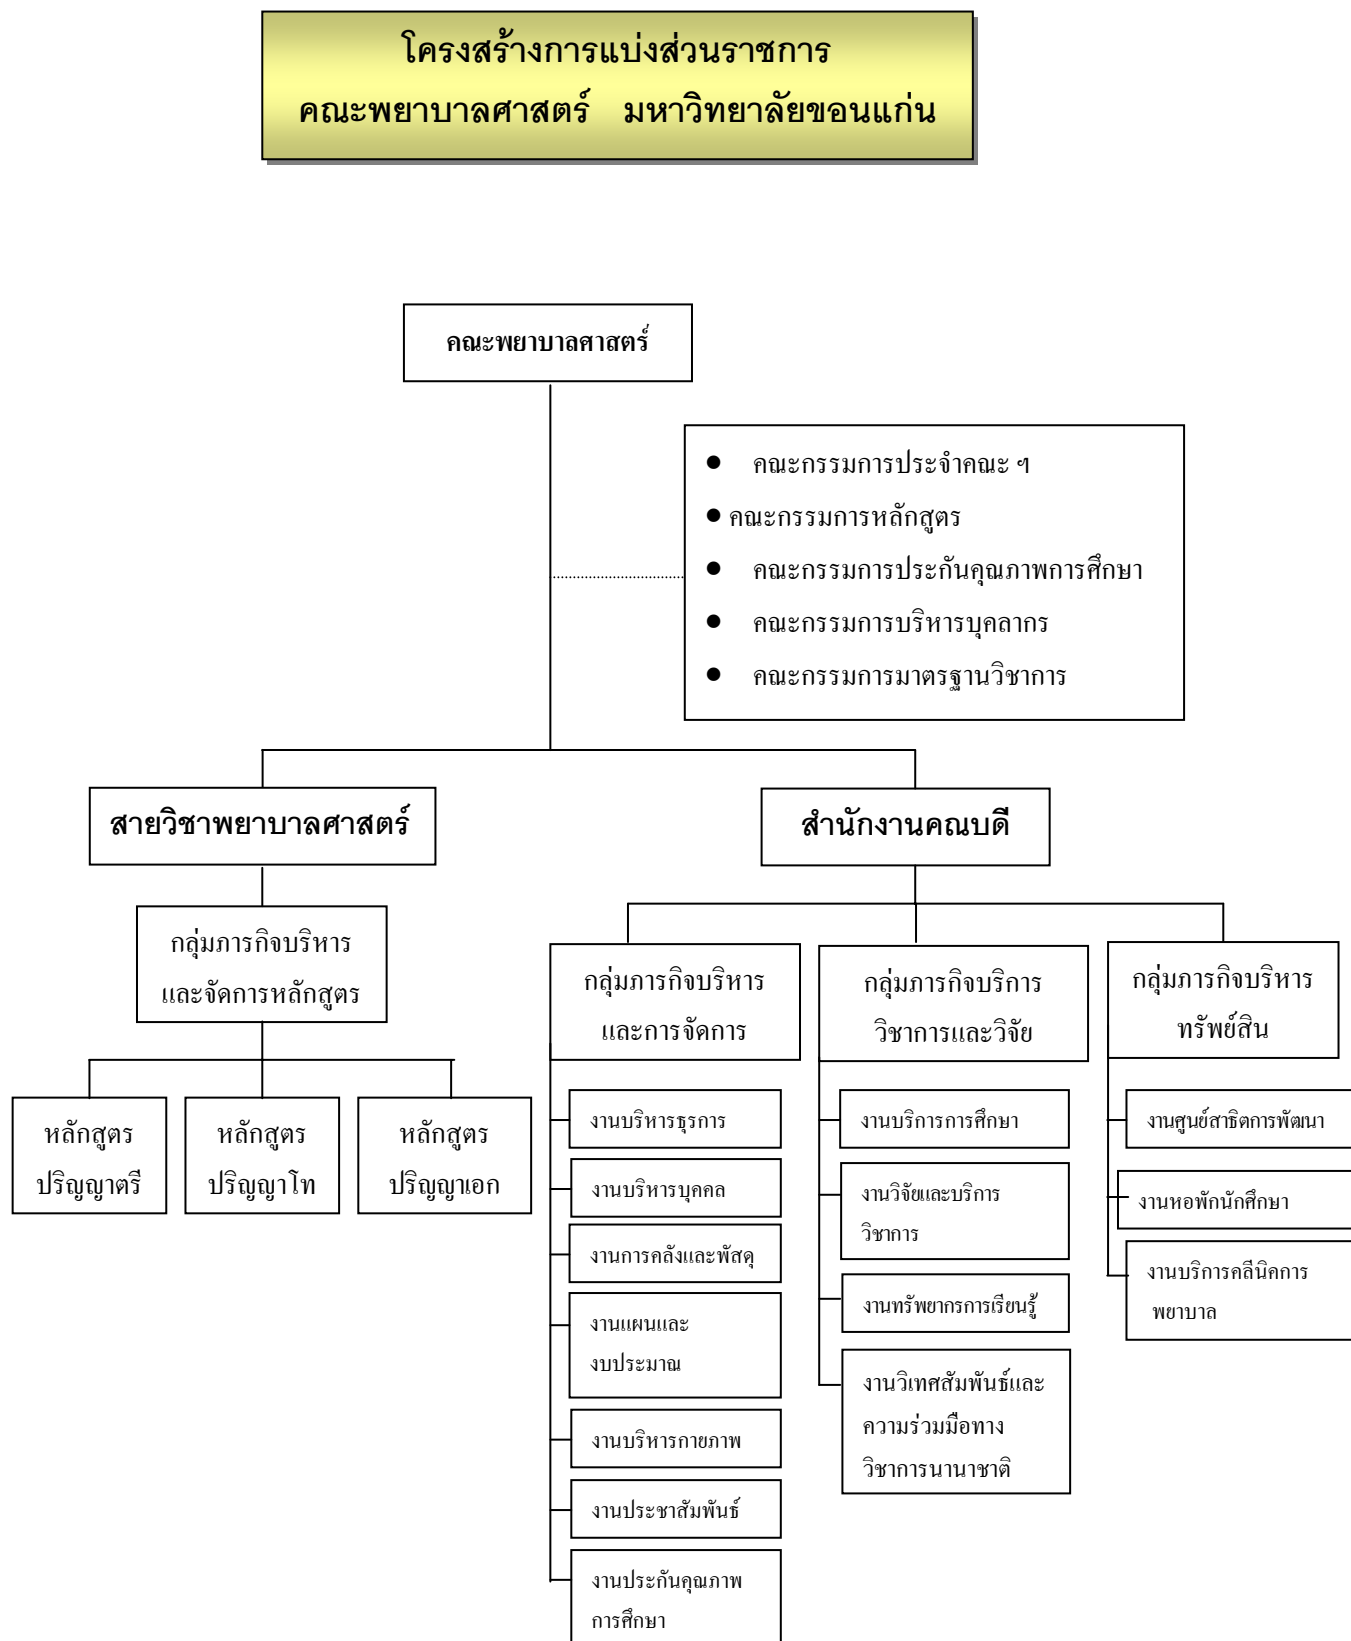 โครงสร้างการแบ่งส่วนราชการ
คณะพยาบาลศาสตร์ มหาวิทยาลัยขอนแก่น
คณะพยาบาลศาสตร์
● คณะกรรมการประจำคณะ ฯ
● คณะกรรมการหลักสูตร
● คณะกรรมการประกันคุณภาพการศึกษา
● คณะกรรมการบริหารบุคลากร
● คณะกรรมการมาตรฐานวิชาการ
สายวิชาพยาบาลศาสตร์
กลุ่มภารกิจบริหาร
และจัดการหลักสูตร
หลักสูตร
ปริญญาตรี
หลักสูตร
ปริญญาโท
หลักสูตร
ปริญญาเอก
สำนักงานคณบดี
กลุ่มภารกิจบริหาร
และการจัดการ
งานบริหารธุรการ
งานบริหารบุคคล
งานการคลังและพัสดุ
งานแผนและ
งบประมาณ
งานบริหารกายภาพ
งานประชาสัมพันธ์
งานประกันคุณภาพ
การศึกษา
กลุ่มภารกิจบริการ
วิชาการและวิจัย
งานบริการการศึกษา
งานวิจัยและบริการ
วิชาการ
งานทรัพยากรการเรียนรู้
งานวิเทศสัมพันธ์และ
ความร่วมมือทาง
วิชาการนานาชาติ
กลุ่มภารกิจบริหาร
ทรัพย์สิน
งานศูนย์สาธิตการพัฒนา
งานหอพักนักศึกษา
งานบริการคลีนิคการ
พยาบาล